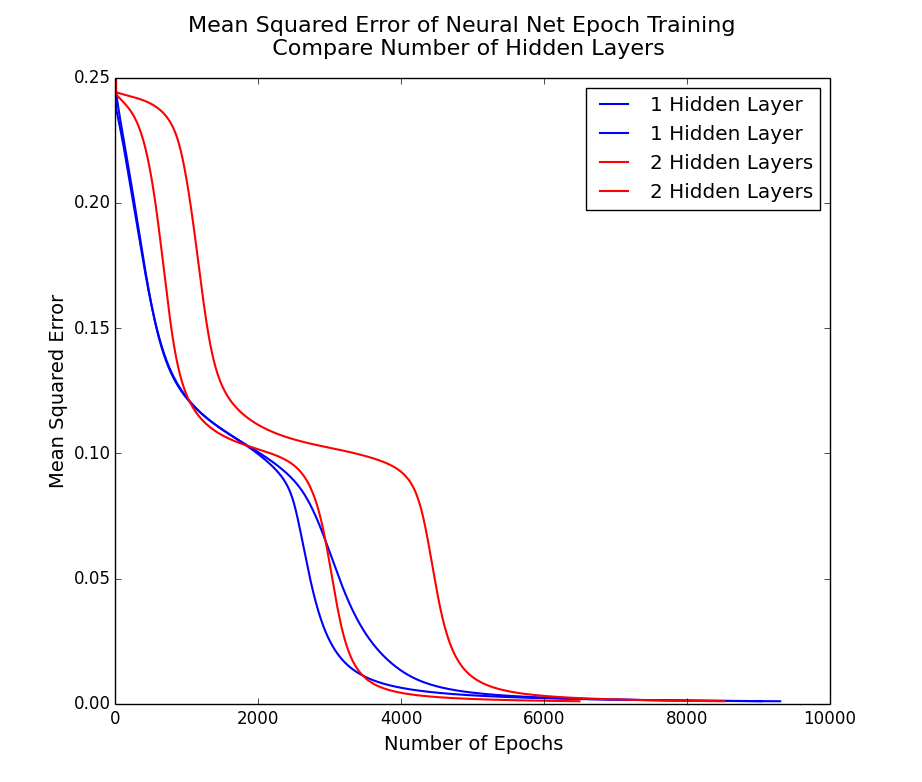 Mean Squared Error of Neural Net Epoch Training
Compare Number of Hidden Layers
0.25
0.20
0.15
0.10
0.05
0.00
Mean Squared Error
1 Hidden Layer
1 Hidden Layer
2 Hidden Layers
2 Hidden Layers
0 2000 4000 6000 8000 10000
Number of Epochs